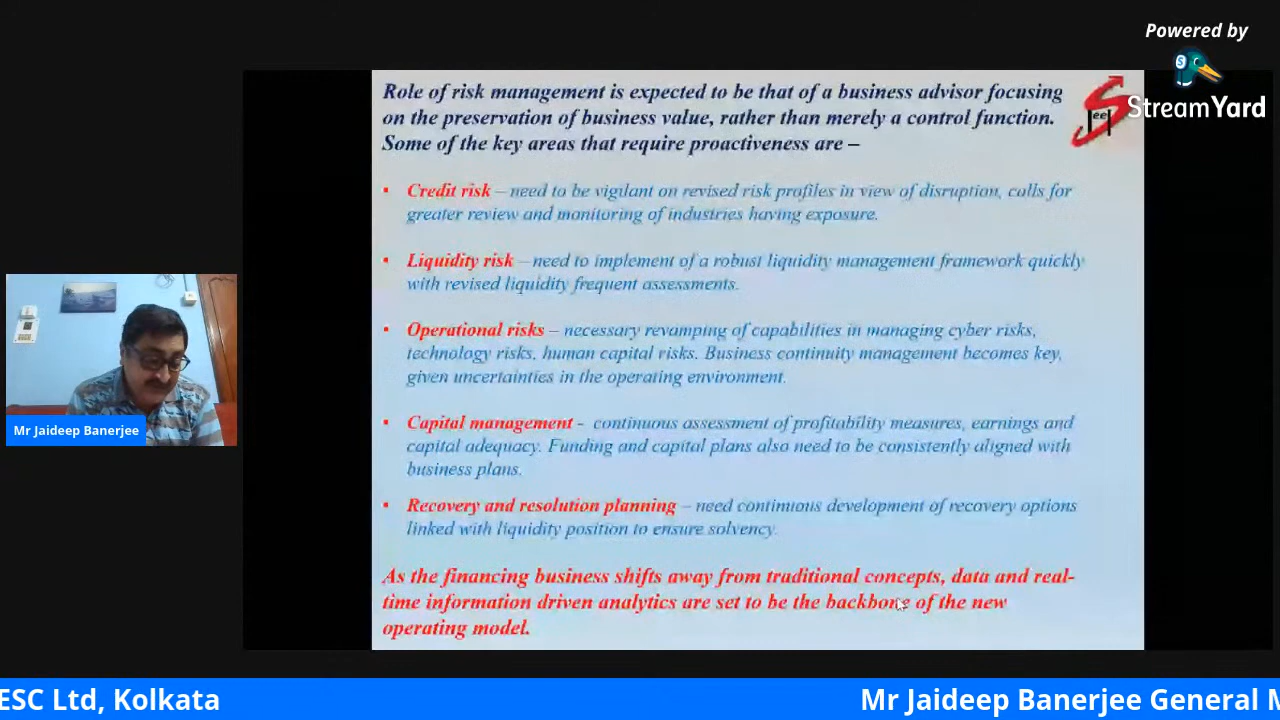 Powered by
StreamYard
Role of risk management is expected to be that of a business advisor focusing
on the preservation of business value, rather than merely a control function.
Some of the key areas that require proactiveness are –
• Credit risk – need to be vigilant on revised risk profiles in view of disruption, calls for
greater review and monitoring of industries having exposure.
• Liquidity risk – need to implement of a robust liquidity management framework quickly
with revised liquidity frequent assessments.
• Operational risks – necessary revamping of capabilities in managing cyber risks,
technology risks, human capital risks. Business continuity management becomes key,
given uncertainties in the operating environment.
• Capital management - continuous assessment of profitability measures, earnings and
capital adequacy. Funding and capital plans also need to be consistently aligned with
business plans.
• Recovery and resolution planning – need continuous development of recovery options
linked with liquidity position to ensure solvency.
As the financing business shifts away from traditional concepts, data and real-
time information driven analytics are set to be the backbone of the new
operating model.
Mr Jaideep Banerjee
ESC Ltd, Kolkata
Mr Jaideep Banerjee General M